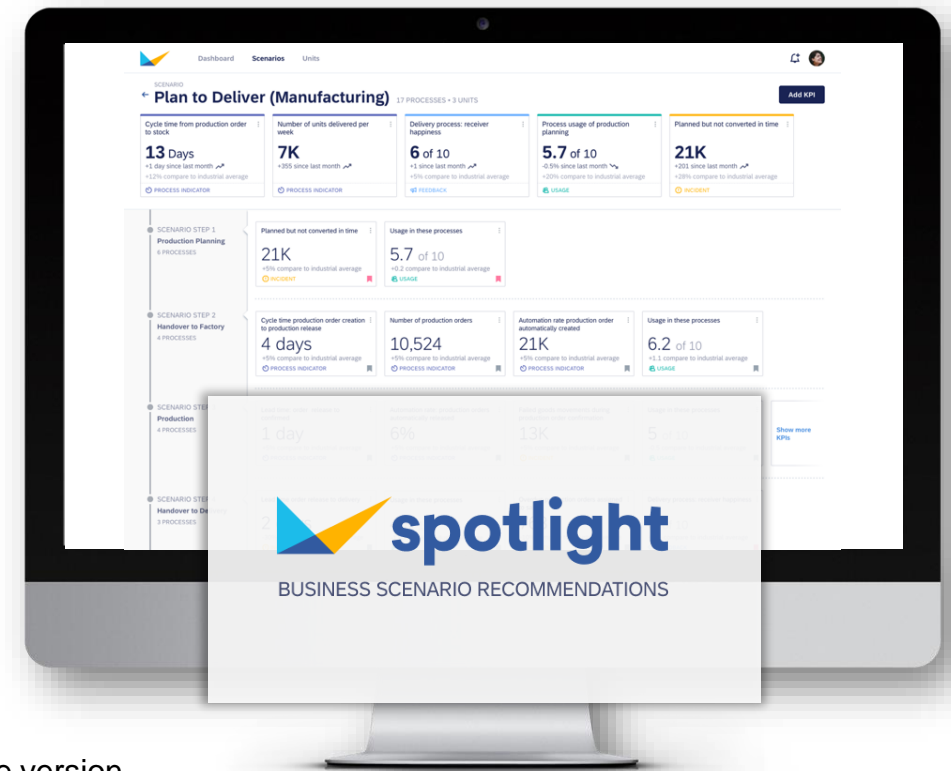 Dashboard Scenarios Units
SCENARIO
Plan to Deliver (Manufacturing) 17 PROCESSES • 3 UNITS
Add KPI
Cycle time from production order
to stock
13 Days
+1 day since last month
+12% compare to industrial average
PROCESS INDICATOR
Number of units delivered per
week
7K
+355 since last month
PROCESS INDICATOR
Delivery process: receiver
happiness
6 of 10
+1 since last month
+5% compare to industrial average
FEEDBACK
Process usage of production
planning
5.7 of 10
-0.5% since last month
+20% compare to industrial average
USAGE
Planned but not converted in time
21K
+201 since last month
+28% compare to industrial average
INCIDENT
SCENARIO STEP 1
Production Planning
6 PROCESSES
Planned but not converted in time
21K
+5% compare to industrial average
INCIDENT
Usage in these processes
5.7 of 10
+0.2 compare to industrial average
USAGE
SCENARIO STEP 2
Handover to Factory
4 PROCESSES
Cycle time production order creation
to production release
4 days
+5% compare to industrial average
PROCESS INDICATOR
Number of production orders
10,524
+5% compare to industrial average
PROCESS INDICATOR
Automation rate production order
automatically created
21K
+5% compare to industrial average
PROCESS INDICATOR
Usage in these processes
6.2 of 10
+1.1 compare to industrial average
USAGE
SCENARIO STE
Production
4 PROCESSES
1 day
6%
13K
5
Show more
KPIs
SCENARIO STE
Handover to De
3 PROCESSES
2
spotlight
BUSINESS SCENARIO RECOMMENDATIONS
version